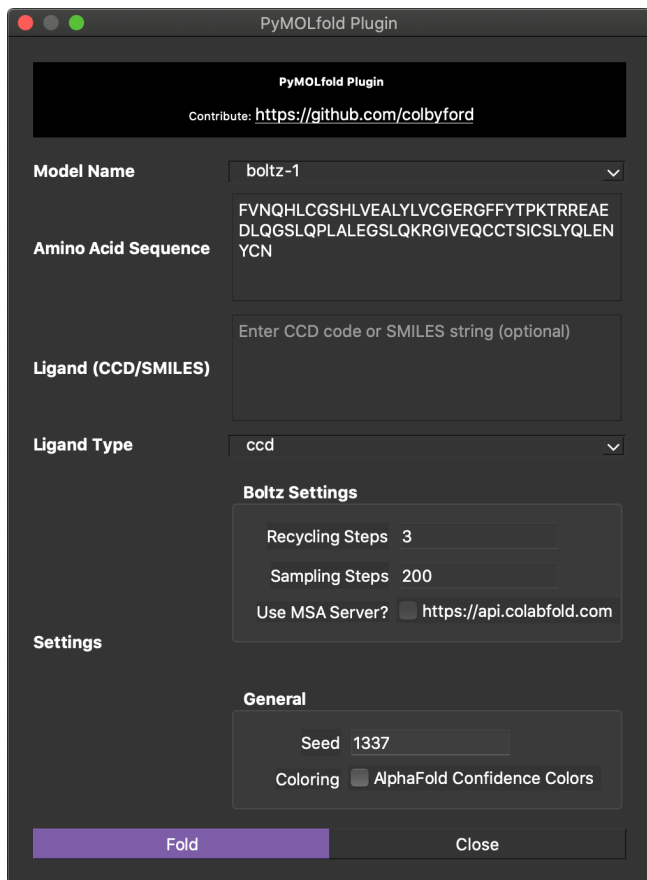 PyMOLfold Plugin
PyMOLfold Plugin
Contribute: https://github.com/colbyford
Model Name
boltz-1
Amino Acid Sequence
FVNQHLCGSHLVEALYLVCGERGFFYTPKTRREAE
DLQGSLQPLALEGSLQKRGIVEQCCTSICSLYQLEN
YCN
Ligand (CCD/SMILES)
Enter CCD code or SMILES string (optional)
Ligand Type
ccd
Settings
Boltz Settings
Recycling Steps 3
Sampling Steps 200
Use MSA Server? https://api.colabfold.com
General
Seed 1337
Coloring AlphaFold Confidence Colors
Fold
Close